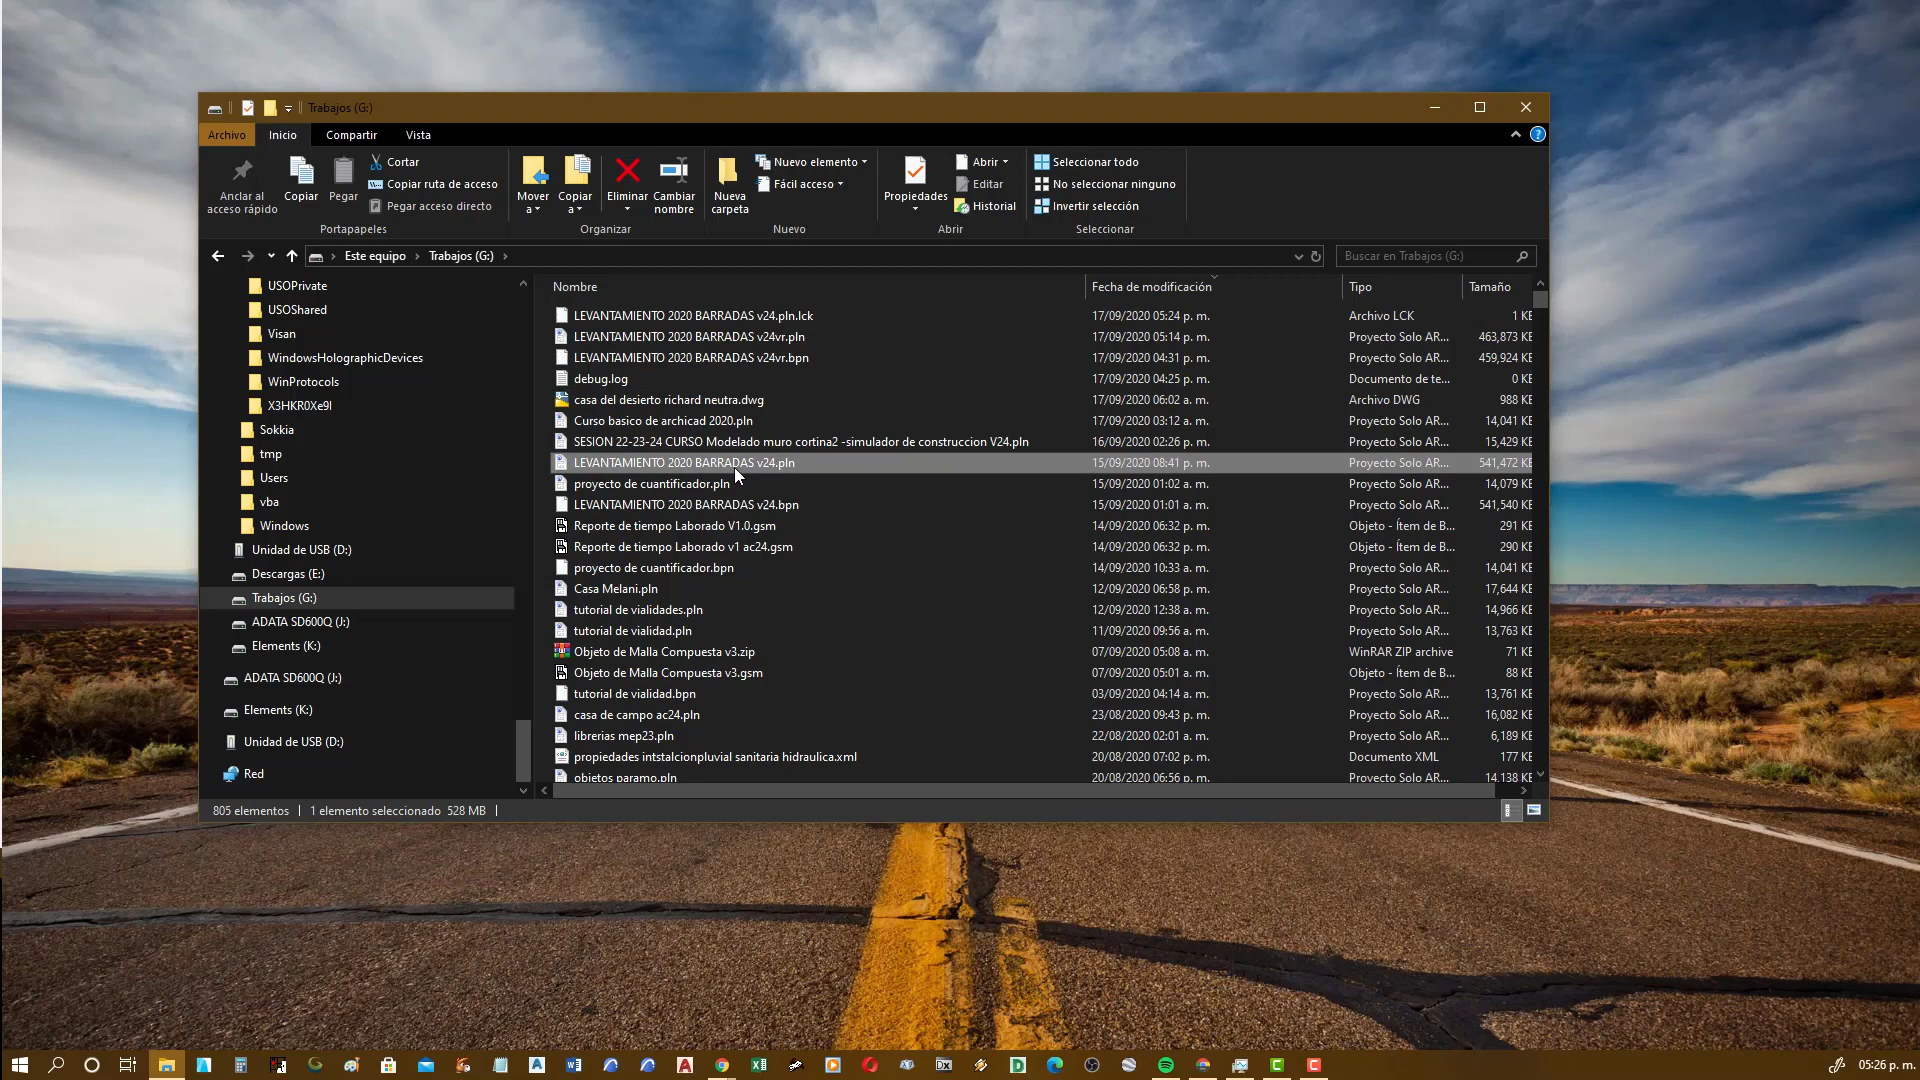 Trabajos (G:)
Archivo Inicio Compartir Vista
Anclar al acceso rápido
Copiar
Pegar
Cortar
Copiar ruta de acceso
Pegar acceso directo
Portapapeles
Mover a
Copiar a
Eliminar
Cambiar nombre
Organizar
Nueva carpeta
Nuevo elemento
Fácil acceso
Nuevo
Propiedades
Abrir
Editar
Historial
Abrir
Seleccionar todo
No seleccionar ninguno
Invertir selección
Seleccionar
Este equipo > Trabajos (G:) >
Buscar en Trabajos (G:)
USOPrivate
USOShared
Visan
WindowsHolographicDevices
WinProtocols
X3HKR0Xe9I
Sokkia
tmp
Users
vba
Windows
Unidad de USB (D:)
Descargas (E:)
Trabajos (G:)
ADATA SD600Q (J:)
Elements (K:)
ADATA SD600Q (J:)
Elements (K:)
Unidad de USB (D:)
Red
Nombre Fecha de modificación Tipo Tamaño
LEVANTAMIENTO 2020 BARRADAS v24.pln.lck 17/09/2020 05:24 p. m. Archivo LCK 1 KB
LEVANTAMIENTO 2020 BARRADAS v24vr.pln 17/09/2020 05:14 p. m. Proyecto Solo AR... 463,873 KB
LEVANTAMIENTO 2020 BARRADAS v24vr.bpn 17/09/2020 04:31 p. m. Proyecto Solo AR... 459,924 KB
debug.log 17/09/2020 04:25 p. m. Documento de te... 0 KB
casa del desierto richard neutra.dwg 17/09/2020 06:02 a. m. Archivo DWG 988 KB
Curso basico de archicad 2020.pln 17/09/2020 03:12 a. m. Proyecto Solo AR... 14,041 KB
SESION 22-23-24 CURSO Modelado muro cortina2 -simulador de construccion V24.pln 16/09/2020 02:26 p. m. Proyecto Solo AR... 15,429 KB
LEVANTAMIENTO 2020 BARRADAS v24.pln 15/09/2020 08:41 p. m. Proyecto Solo AR... 541,472 KB
proyecto de cuantificador.pln 15/09/2020 01:02 a. m. Proyecto Solo AR... 14,079 KB
LEVANTAMIENTO 2020 BARRADAS v24.bpn 15/09/2020 01:01 a. m. Proyecto Solo AR... 541,540 KB
Reporte de tiempo Laborado V1.0.gsm 14/09/2020 06:32 p. m. Objeto - Ítem de B... 291 KB
Reporte de tiempo Laborado v1 ac24.gsm 14/09/2020 06:32 p. m. Objeto - Ítem de B... 290 KB
proyecto de cuantificador.bpn 14/09/2020 10:33 a. m. Proyecto Solo AR... 14,041 KB
Casa Melani.pln 12/09/2020 06:58 p. m. Proyecto Solo AR... 17,644 KB
tutorial de vialidades.pln 12/09/2020 12:38 a. m. Proyecto Solo AR... 14,966 KB
tutorial de vialidad.pln 11/09/2020 09:56 a. m. Proyecto Solo AR... 13,763 KB
Objeto de Malla Compuesta v3.zip 07/09/2020 05:08 a. m. WinRAR ZIP archive 71 KB
Objeto de Malla Compuesta v3.gsm 07/09/2020 05:01 a. m. Objeto - Ítem de B... 88 KB
tutorial de vialidad.bpn 03/09/2020 04:14 a. m. Proyecto Solo AR... 13,761 KB
casa de campo ac24.pln 23/08/2020 09:43 p. m. Proyecto Solo AR... 16,082 KB
librerias mep23.pln 22/08/2020 02:01 a. m. Proyecto Solo AR... 6,189 KB
propiedades intstalcionpluvial sanitaria hidraulica.xml 20/08/2020 07:02 p. m. Documento XML 177 KB
objetos paramo.pln 20/08/2020 06:56 p. m. Proyecto Solo AR... 14,138 KB
805 elementos | 1 elemento seleccionado 528 MB |
05:26 p. m.